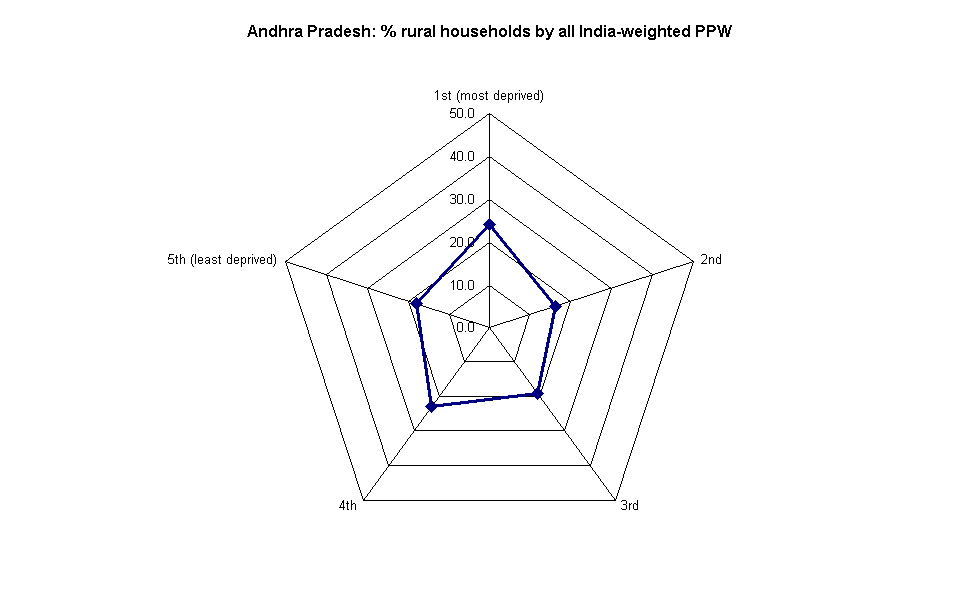 Andhra Pradesh: % rural households by all India-weighted PPW
1st (most deprived)
50.0
40.0
30.0
20.0
10.0
0.0
5th (least deprived)
2nd
4th
3rd